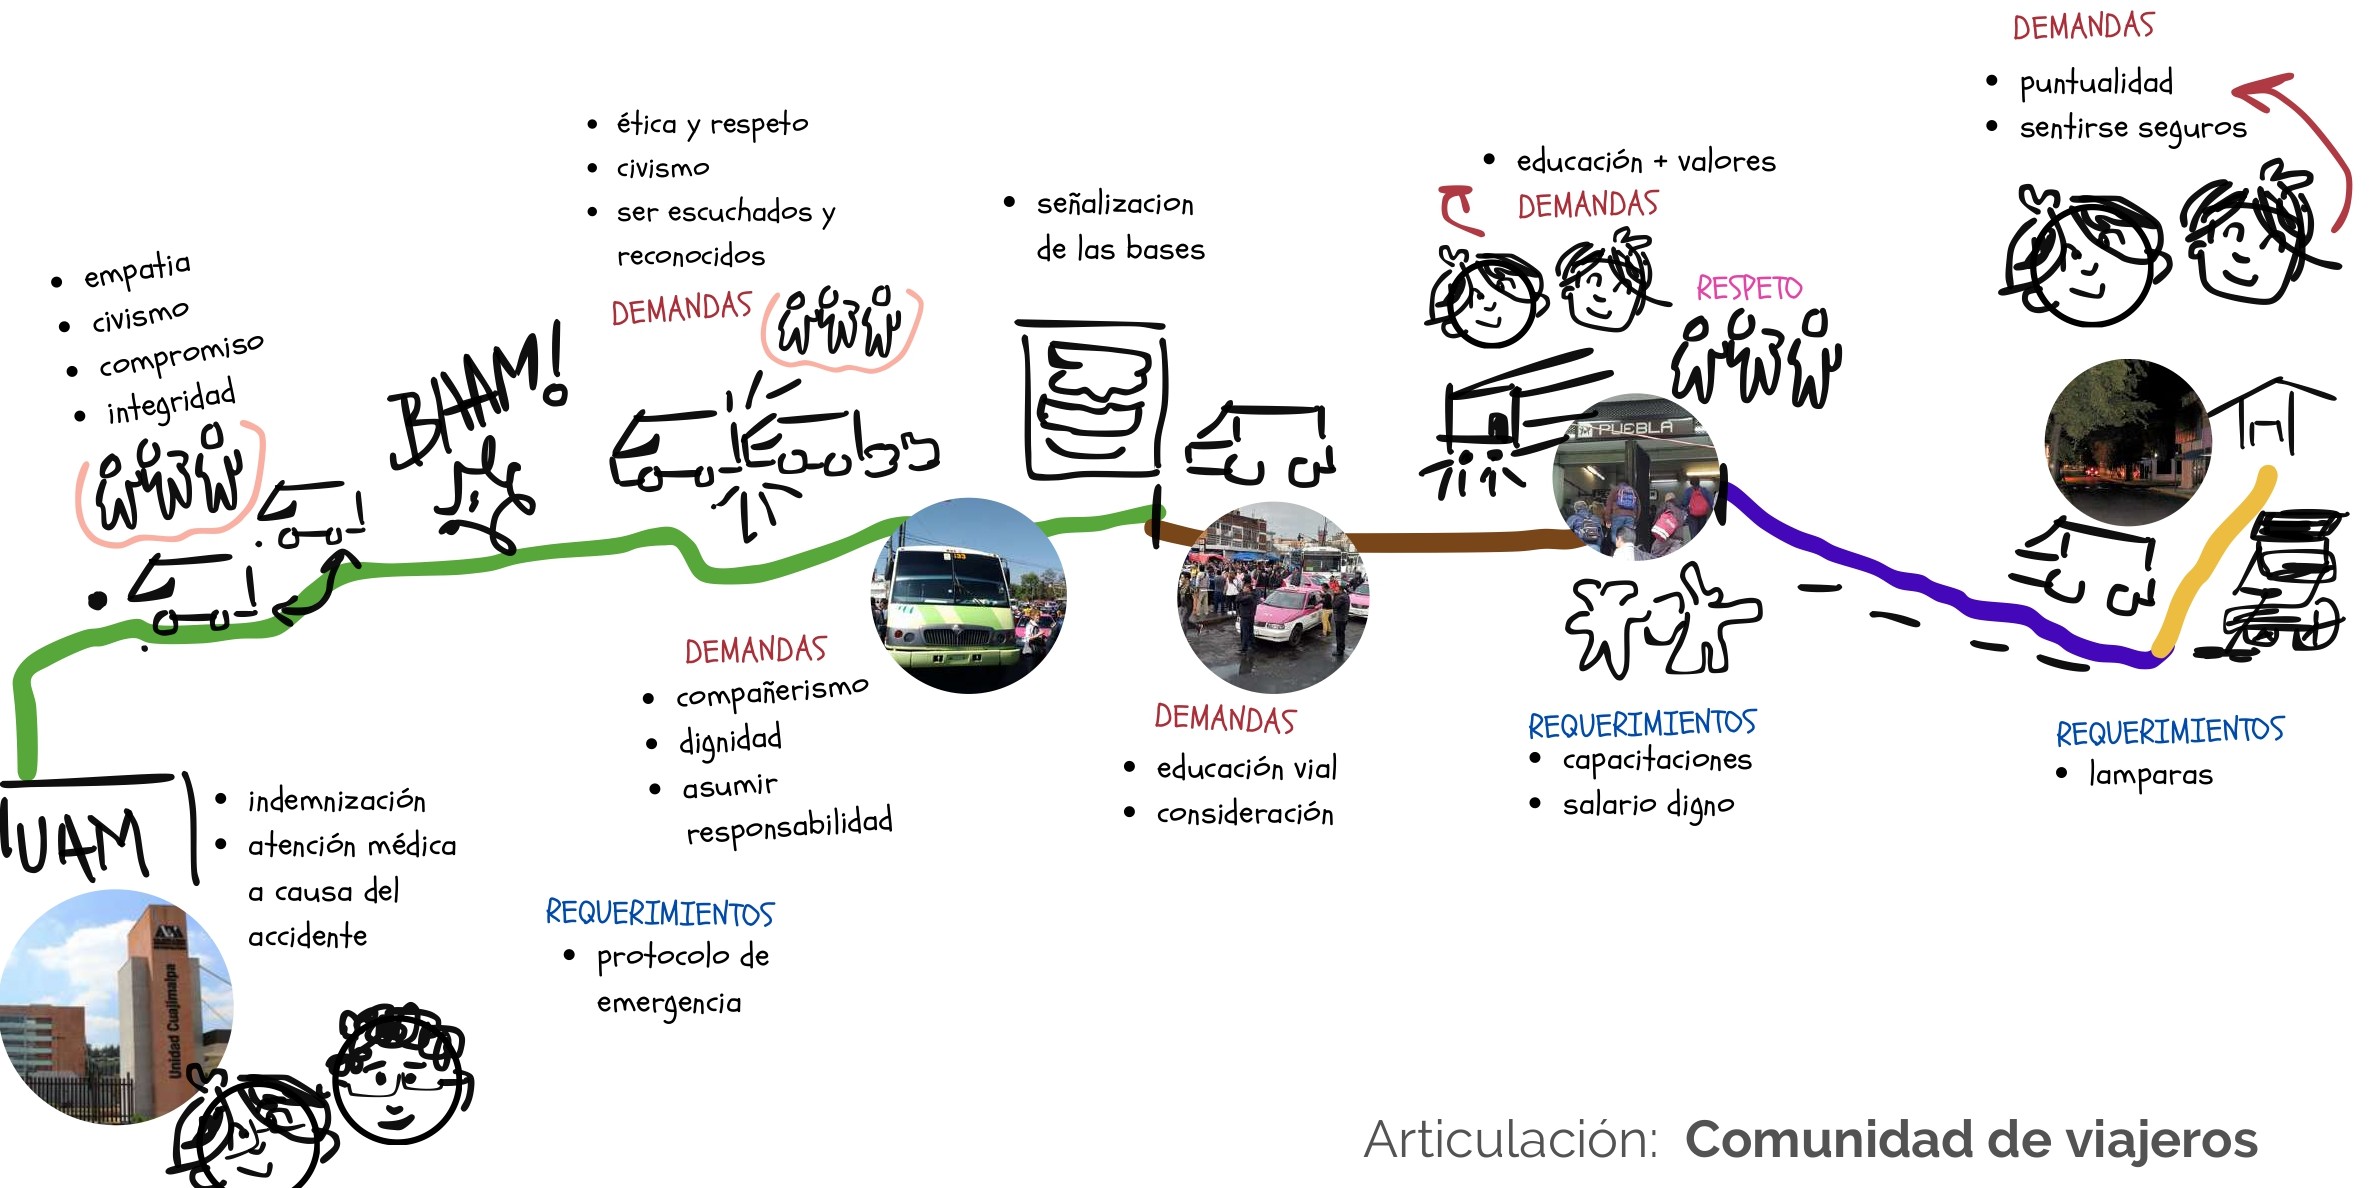 DEMANDAS
• puntualidad
• sentirse seguros
• ética y respeto
• civismo
• ser escuchados y
reconocidos
DEMANDAS
• señalizacion
de las bases
• educación + valores
DEMANDAS
RESPETO
• empatia
• civismo
• compromiso
• integridad
BAAM!
PUEBLA
DEMANDAS
• compañerismo
• dignidad
• asumir
responsabilidad
DEMANDAS
• educación vial
• consideración
REQUERIMIENTOS
• capacitaciones
• salario digno
REQUERIMIENTOS
• lamparas
UAM
• indemnización
• atención médica
a causa del
accidente
Unidad Cuajimalpa
REQUERIMIENTOS
• protocolo de
emergencia
Articulación: Comunidad de viajeros